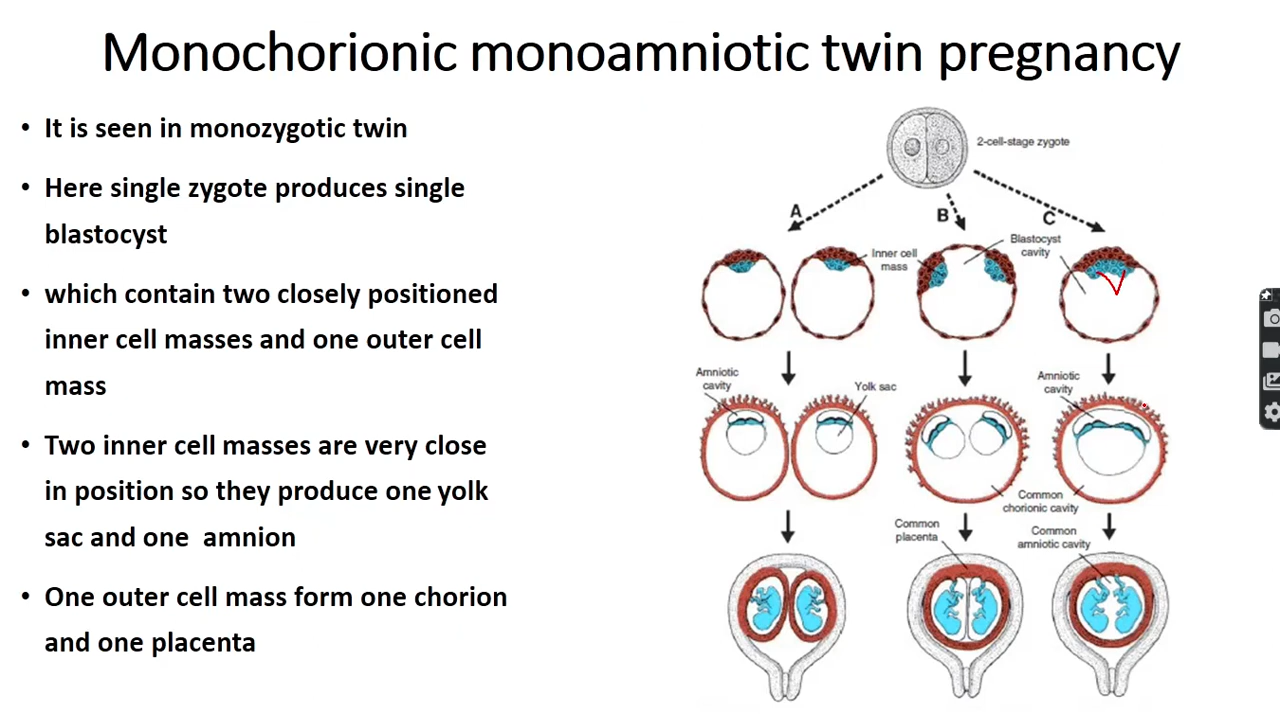 Monochorionic monoamniotic twin pregnancy
• It is seen in monozygotic twin
• Here single zygote produces single
blastocyst
• which contain two closely positioned
inner cell masses and one outer cell
mass
• Two inner cell masses are very close
in position so they produce one yolk
sac and one amnion
• One outer cell mass form one chorion
and one placenta
2-cell-stage zygote
A
B
C
Inner cell
mass
Blastocyst
cavity
Amniotic
cavity
Yolk sac
Amniotic
cavity
Common
chorionic cavity
Common
placenta
Common
amniotic cavity